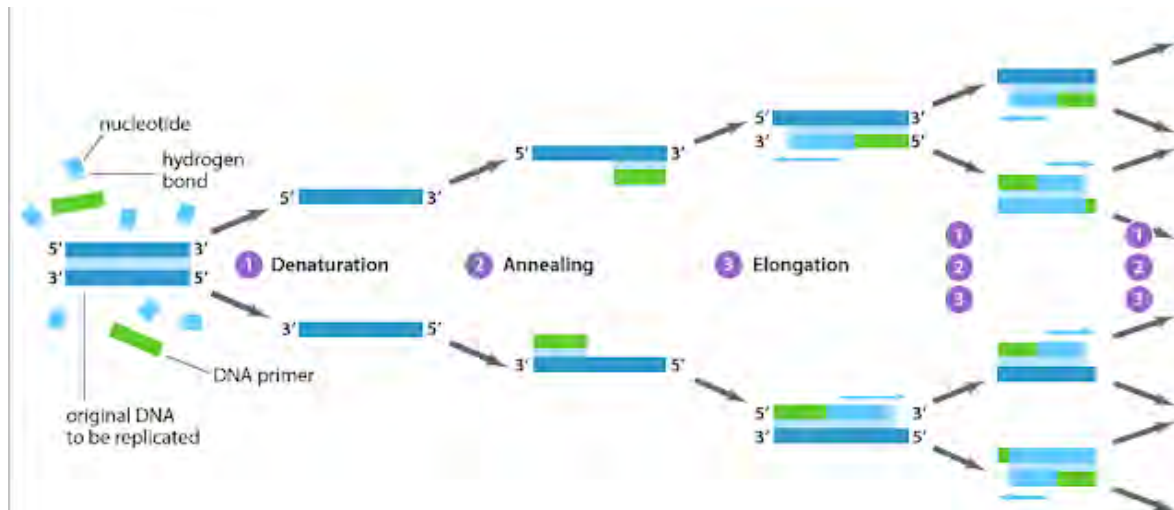 nucleotide
hydrogen
bond
5' 3'
3' 5'
DNA primer
original DNA
to be replicated
5' 3'
1 Denaturation
3' 5'
5' 3'
2 Annealing
3' 5'
5' 3'
3' 5'
3 Elongation
5' 3'
3' 5'
1
2
3
1
2
3